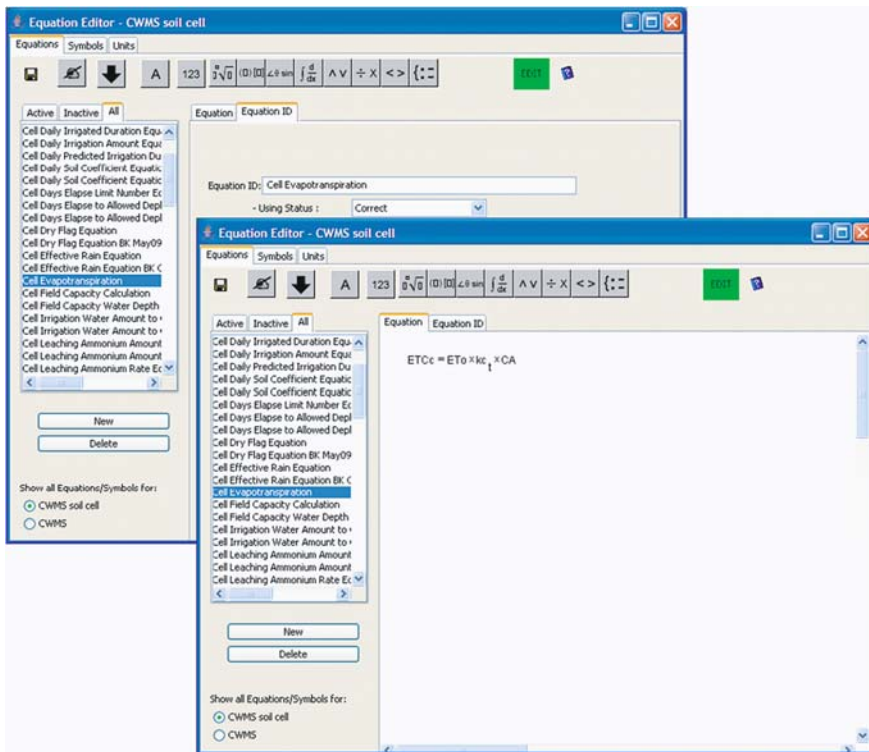 Equation Editor - CWMS soil cell
Equations Symbols Units
A 123 EDIT
Active Inactive All
Equation Equation ID
Cell Daily Irrigated Duration Equ
Cell Daily Irrigation Amount Equa
Cell Daily Predicted Irrigation Du
Cell Daily Soil Coefficient Equatic
Cell Daily Soil Coefficient Equatic
Cell Days Elapse Limit Number Ec
Cell Days Elapse to Allowed Depl
Cell Days Elapse to Allowed Depl
Cell Dry Flag Equation
Cell Dry Flag Equation BK May09
Cell Effective Rain Equation
Cell Effective Rain Equation BK C
Cell Evapotranspiration
Cell Field Capacity Calculation
Cell Field Capacity Water Depth
Cell Irrigation Water Amount to
Cell Irrigation Water Amount to
Cell Leaching Ammonium Amount
Cell Leaching Ammonium Amount
Cell Leaching Ammonium Rate Ec
Equation ID: Cell Evapotranspiration
- Using Status : Correct
New
Delete
Show all Equations/Symbols for:
CWMS soil cell
CWMS
Equation Editor - CWMS soil cell
Equations Symbols Units
A 123 EDIT
Active Inactive All
Equation Equation ID
Cell Daily Irrigated Duration Equ
Cell Daily Irrigation Amount Equa
Cell Daily Predicted Irrigation Du
Cell Daily Soil Coefficient Equatic
Cell Daily Soil Coefficient Equatic
Cell Days Elapse Limit Number Ec
Cell Days Elapse to Allowed Depl
Cell Days Elapse to Allowed Depl
Cell Dry Flag Equation
Cell Dry Flag Equation BK May09
Cell Effective Rain Equation
Cell Effective Rain Equation BK C
Cell Evapotranspiration
Cell Field Capacity Calculation
Cell Field Capacity Water Depth
Cell Irrigation Water Amount to
Cell Irrigation Water Amount to
Cell Leaching Ammonium Amount
Cell Leaching Ammonium Amount
Cell Leaching Ammonium Rate Ec
ETCc = ETo × kc t × CA
New
Delete
Show all Equations/Symbols for:
CWMS soil cell
CWMS